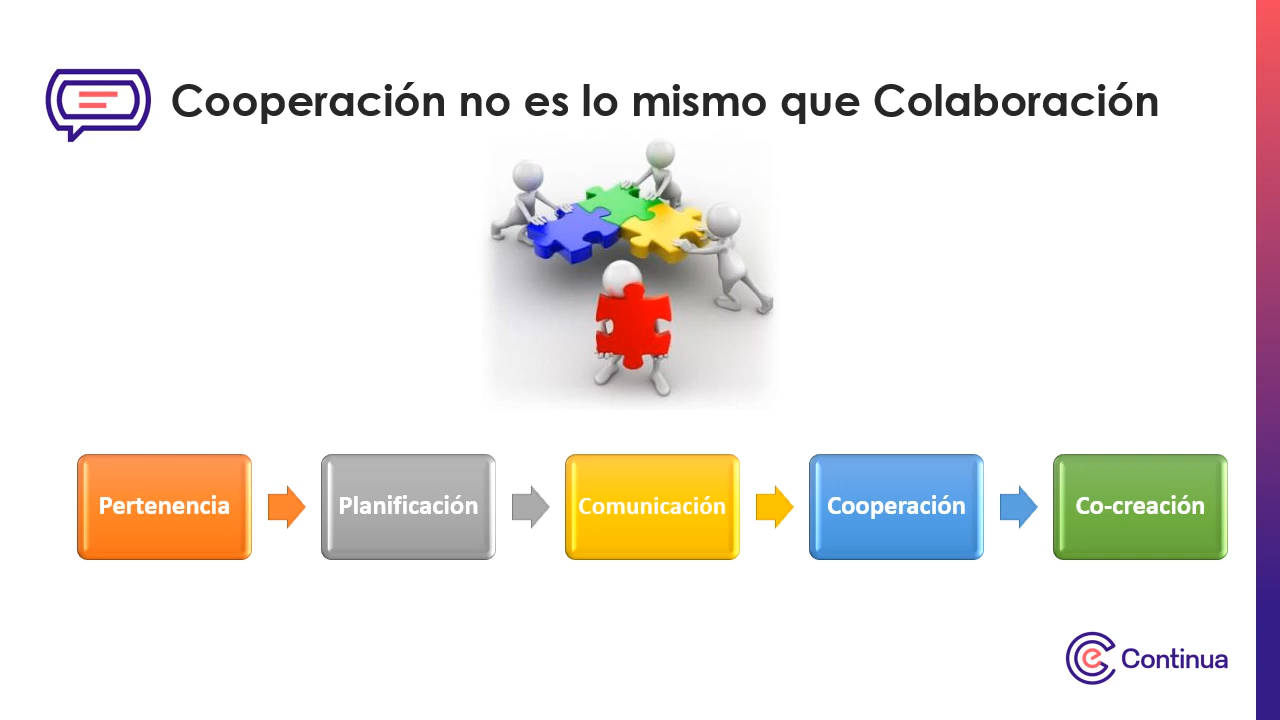 Cooperación no es lo mismo que Colaboración
Pertenencia
Planificación
Comunicación
Cooperación
Co-creación
e Continua